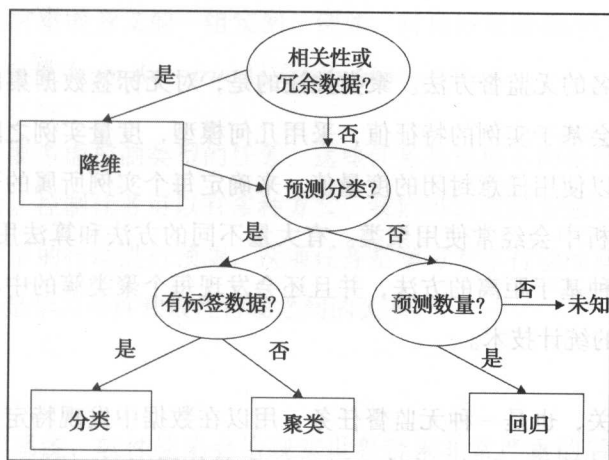 相关性或
冗余数据?
是
否
降维
预测分类?
是
否
有标签数据?
预测数量?
否
未知
是
否
是
分类
聚类
回归